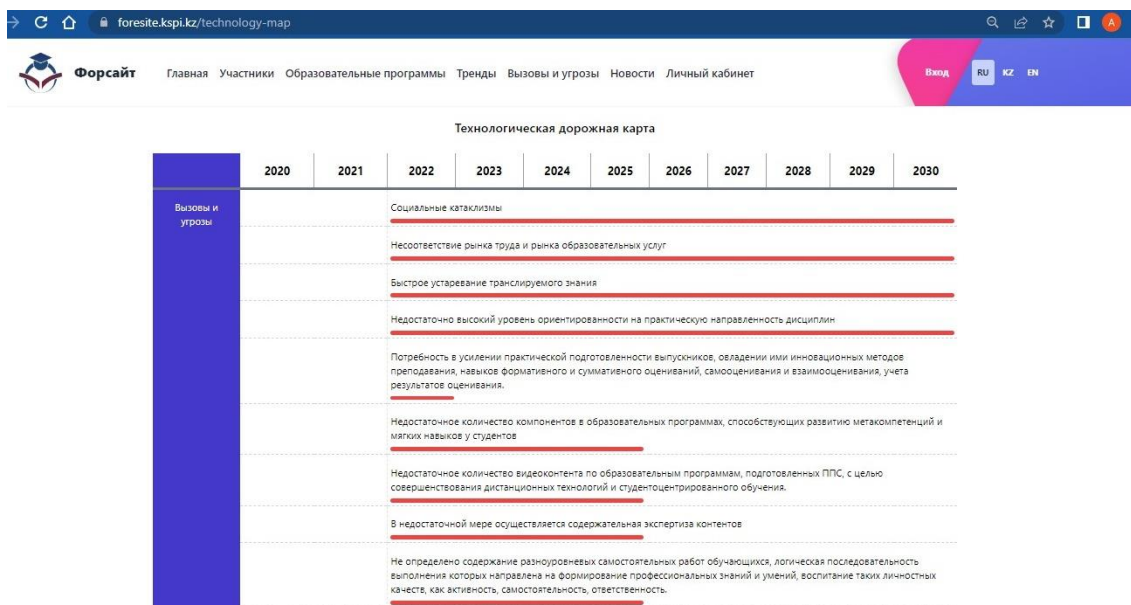 foresite.kspi.kz/technology-map
A
Форсайт
Главная Участники Образовательные программы Тренды Вызовы и угрозы Новости Личный кабинет
Вход
RU KZ EN
Технологическая дорожная карта
2020 2021 2022 2023 2024 2025 2026 2027 2028 2029 2030
Вызовы и
угрозы
Социальные катаклизмы
Несоответствие рынка труда и рынка образовательных услуг
Быстрое устаревание транслируемого знания
Недостаточно высокий уровень ориентированности на практическую направленность дисциплин
Потребность в усилении практической подготовленности выпускников, овладении ими инновационных методов
преподавания, навыков формативного и суммативного оцениваний, самооценивания и взаимооценивания, учета
результатов оценивания.
Недостаточное количество компонентов в образовательных программах, способствующих развитию метакомпетенций и
мягких навыков у студентов
Недостаточное количество видеоконтента по образовательным программам, подготовленных ППС, с целью
совершенствования дистанционных технологий и студентоцентрированного обучения.
В недостаточной мере осуществляется содержательная экспертиза контентов
Не определено содержание разноуровневых самостоятельных работ обучающихся, логическая последовательность
выполнения которых направлена на формирование профессиональных знаний и умений, воспитание таких личностных
качеств, как активность, самостоятельность, ответственность.